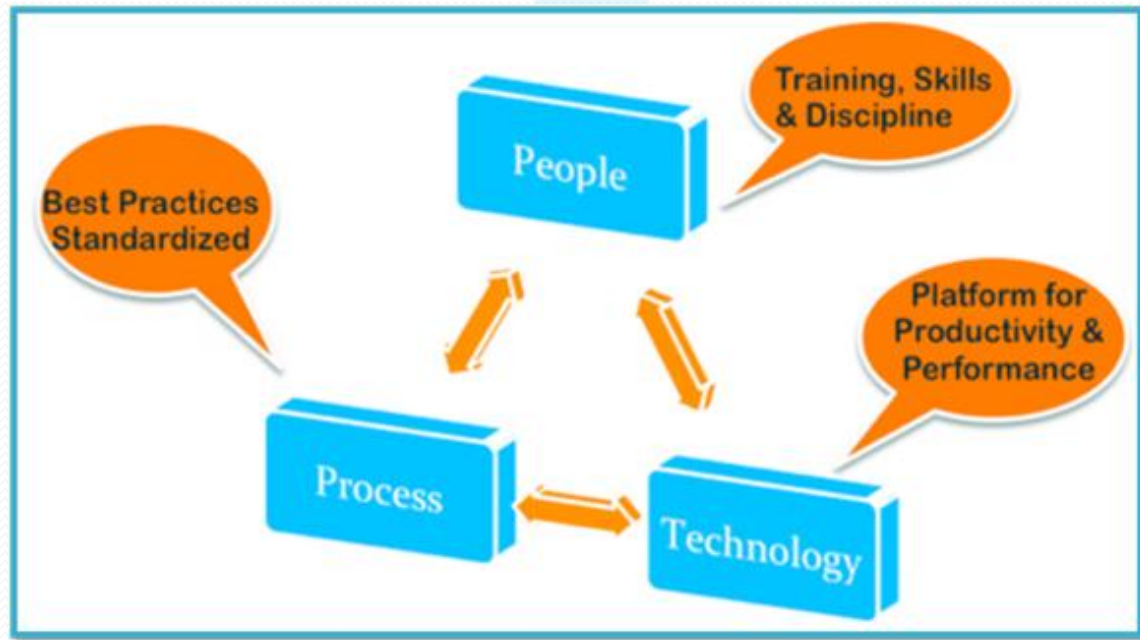 Training, Skills
& Discipline
People
Best Practices
Standardized
Platform for
Productivity &
Performance
Process
Technology